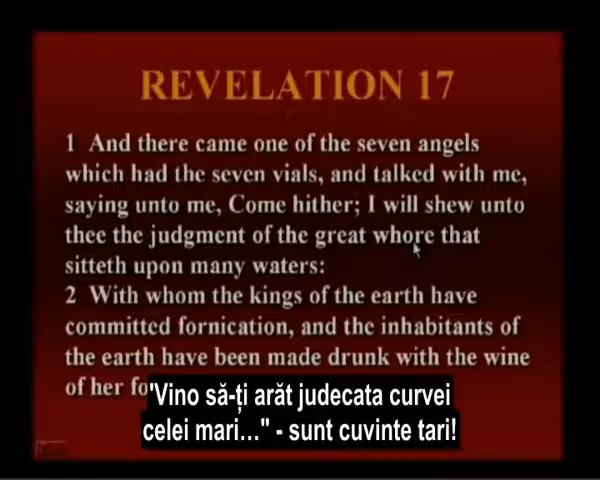 REVELATION 17
1 And there came one of the seven angels
which had the seven vials, and talked with me,
saying unto me, Come hither; I will shew unto
thee the judgment of the great whore that
sitteth upon many waters:
2 With whom the kings of the earth have
committed fornication, and the inhabitants of
the earth have been made drunk with the wine
of her fo
'Vino să-ți arăt judecata curvei
celei mari..." - sunt cuvinte tari!